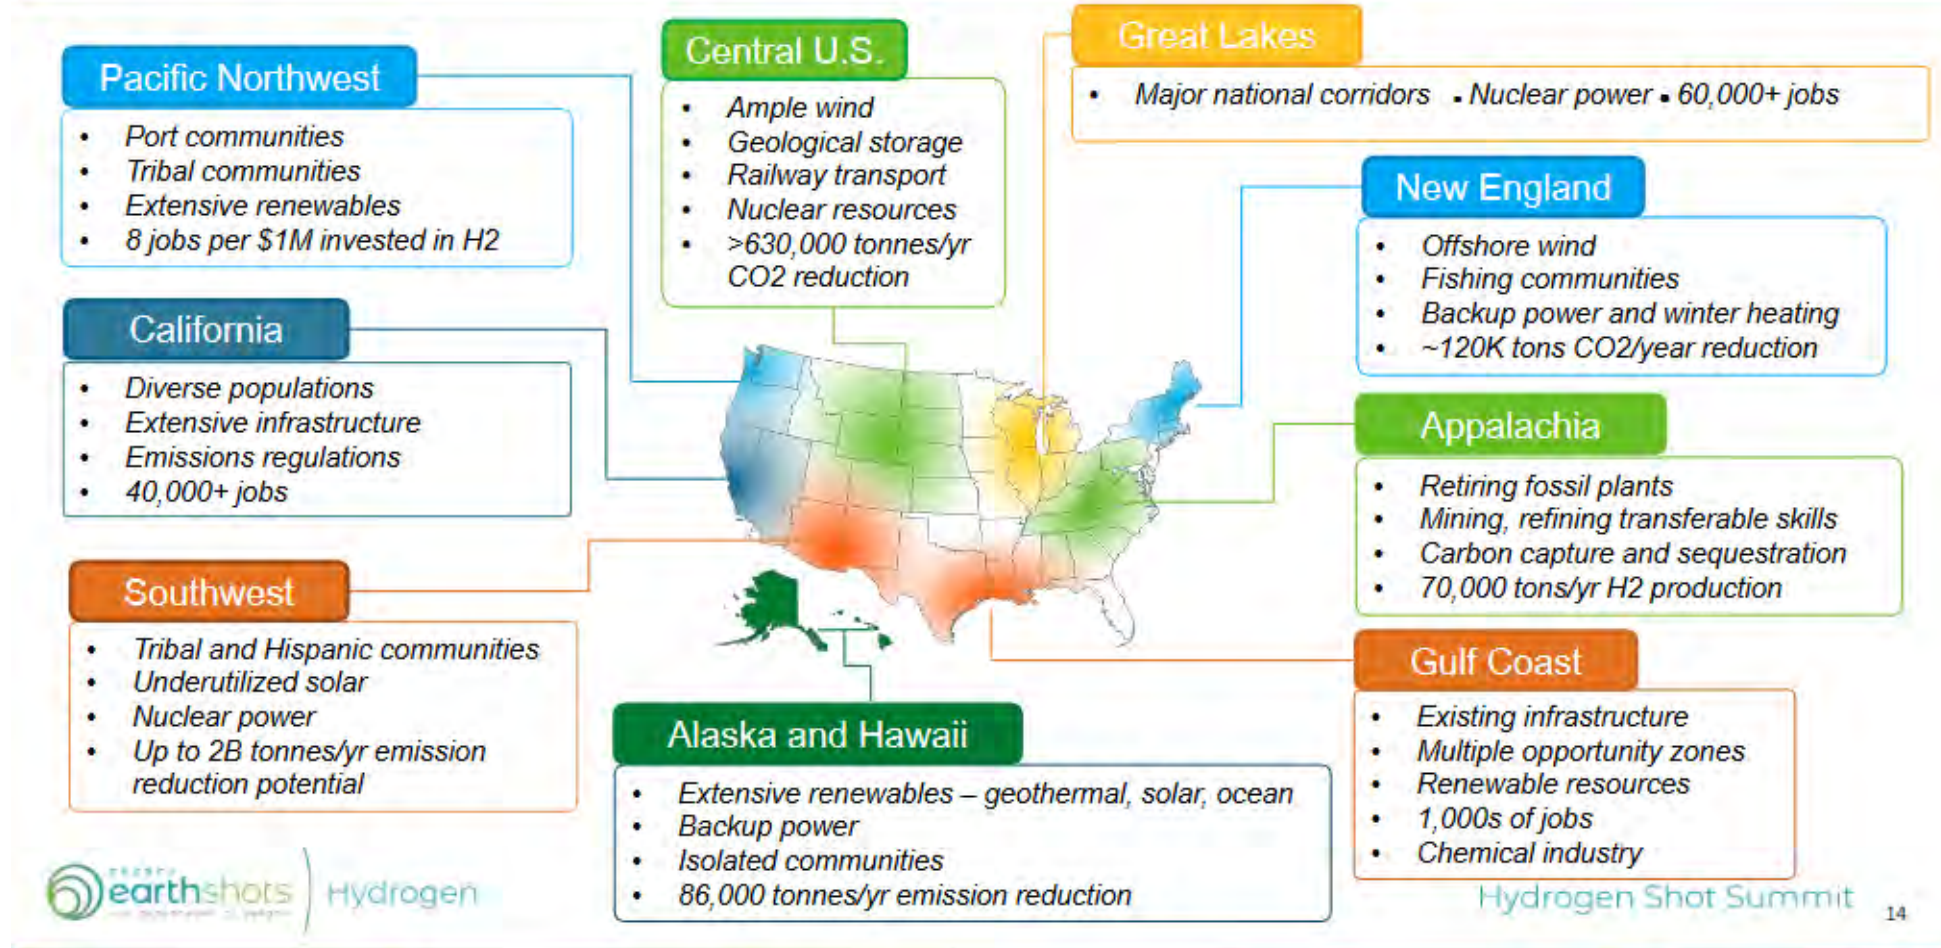 Pacific Northwest
• Port communities
• Tribal communities
• Extensive renewables
• 8 jobs per $1M invested in H2
Central U.S.
• Ample wind
• Geological storage
• Railway transport
• Nuclear resources
• >630,000 tonnes/yr
CO2 reduction
Great Lakes
• Major national corridors • Nuclear power • 60,000+ jobs
New England
• Offshore wind
• Fishing communities
• Backup power and winter heating
• ~120K tons CO2/year reduction
California
• Diverse populations
• Extensive infrastructure
• Emissions regulations
• 40,000+ jobs
Appalachia
• Retiring fossil plants
• Mining, refining transferable skills
• Carbon capture and sequestration
• 70,000 tons/yr H2 production
Southwest
• Tribal and Hispanic communities
• Underutilized solar
• Nuclear power
• Up to 2B tonnes/yr emission
reduction potential
Alaska and Hawaii
• Extensive renewables – geothermal, solar, ocean
• Backup power
• Isolated communities
• 86,000 tonnes/yr emission reduction
Gulf Coast
• Existing infrastructure
• Multiple opportunity zones
• Renewable resources
• 1,000s of jobs
• Chemical industry
earthshots
Hydrogen
Hydrogen Shot Summit
14